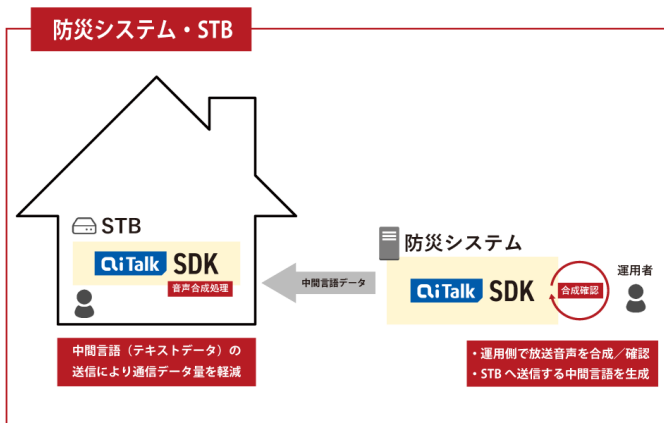 防災システム・STB
STB
AiTalk SDK
音声合成処理
中間言語（テキストデータ）の
送信により通信データ量を軽減
中間言語データ
防災システム
AiTalk SDK
合成確認
運用者
・運用側で放送音声を合成／確認
・STBへ送信する中間言語を生成